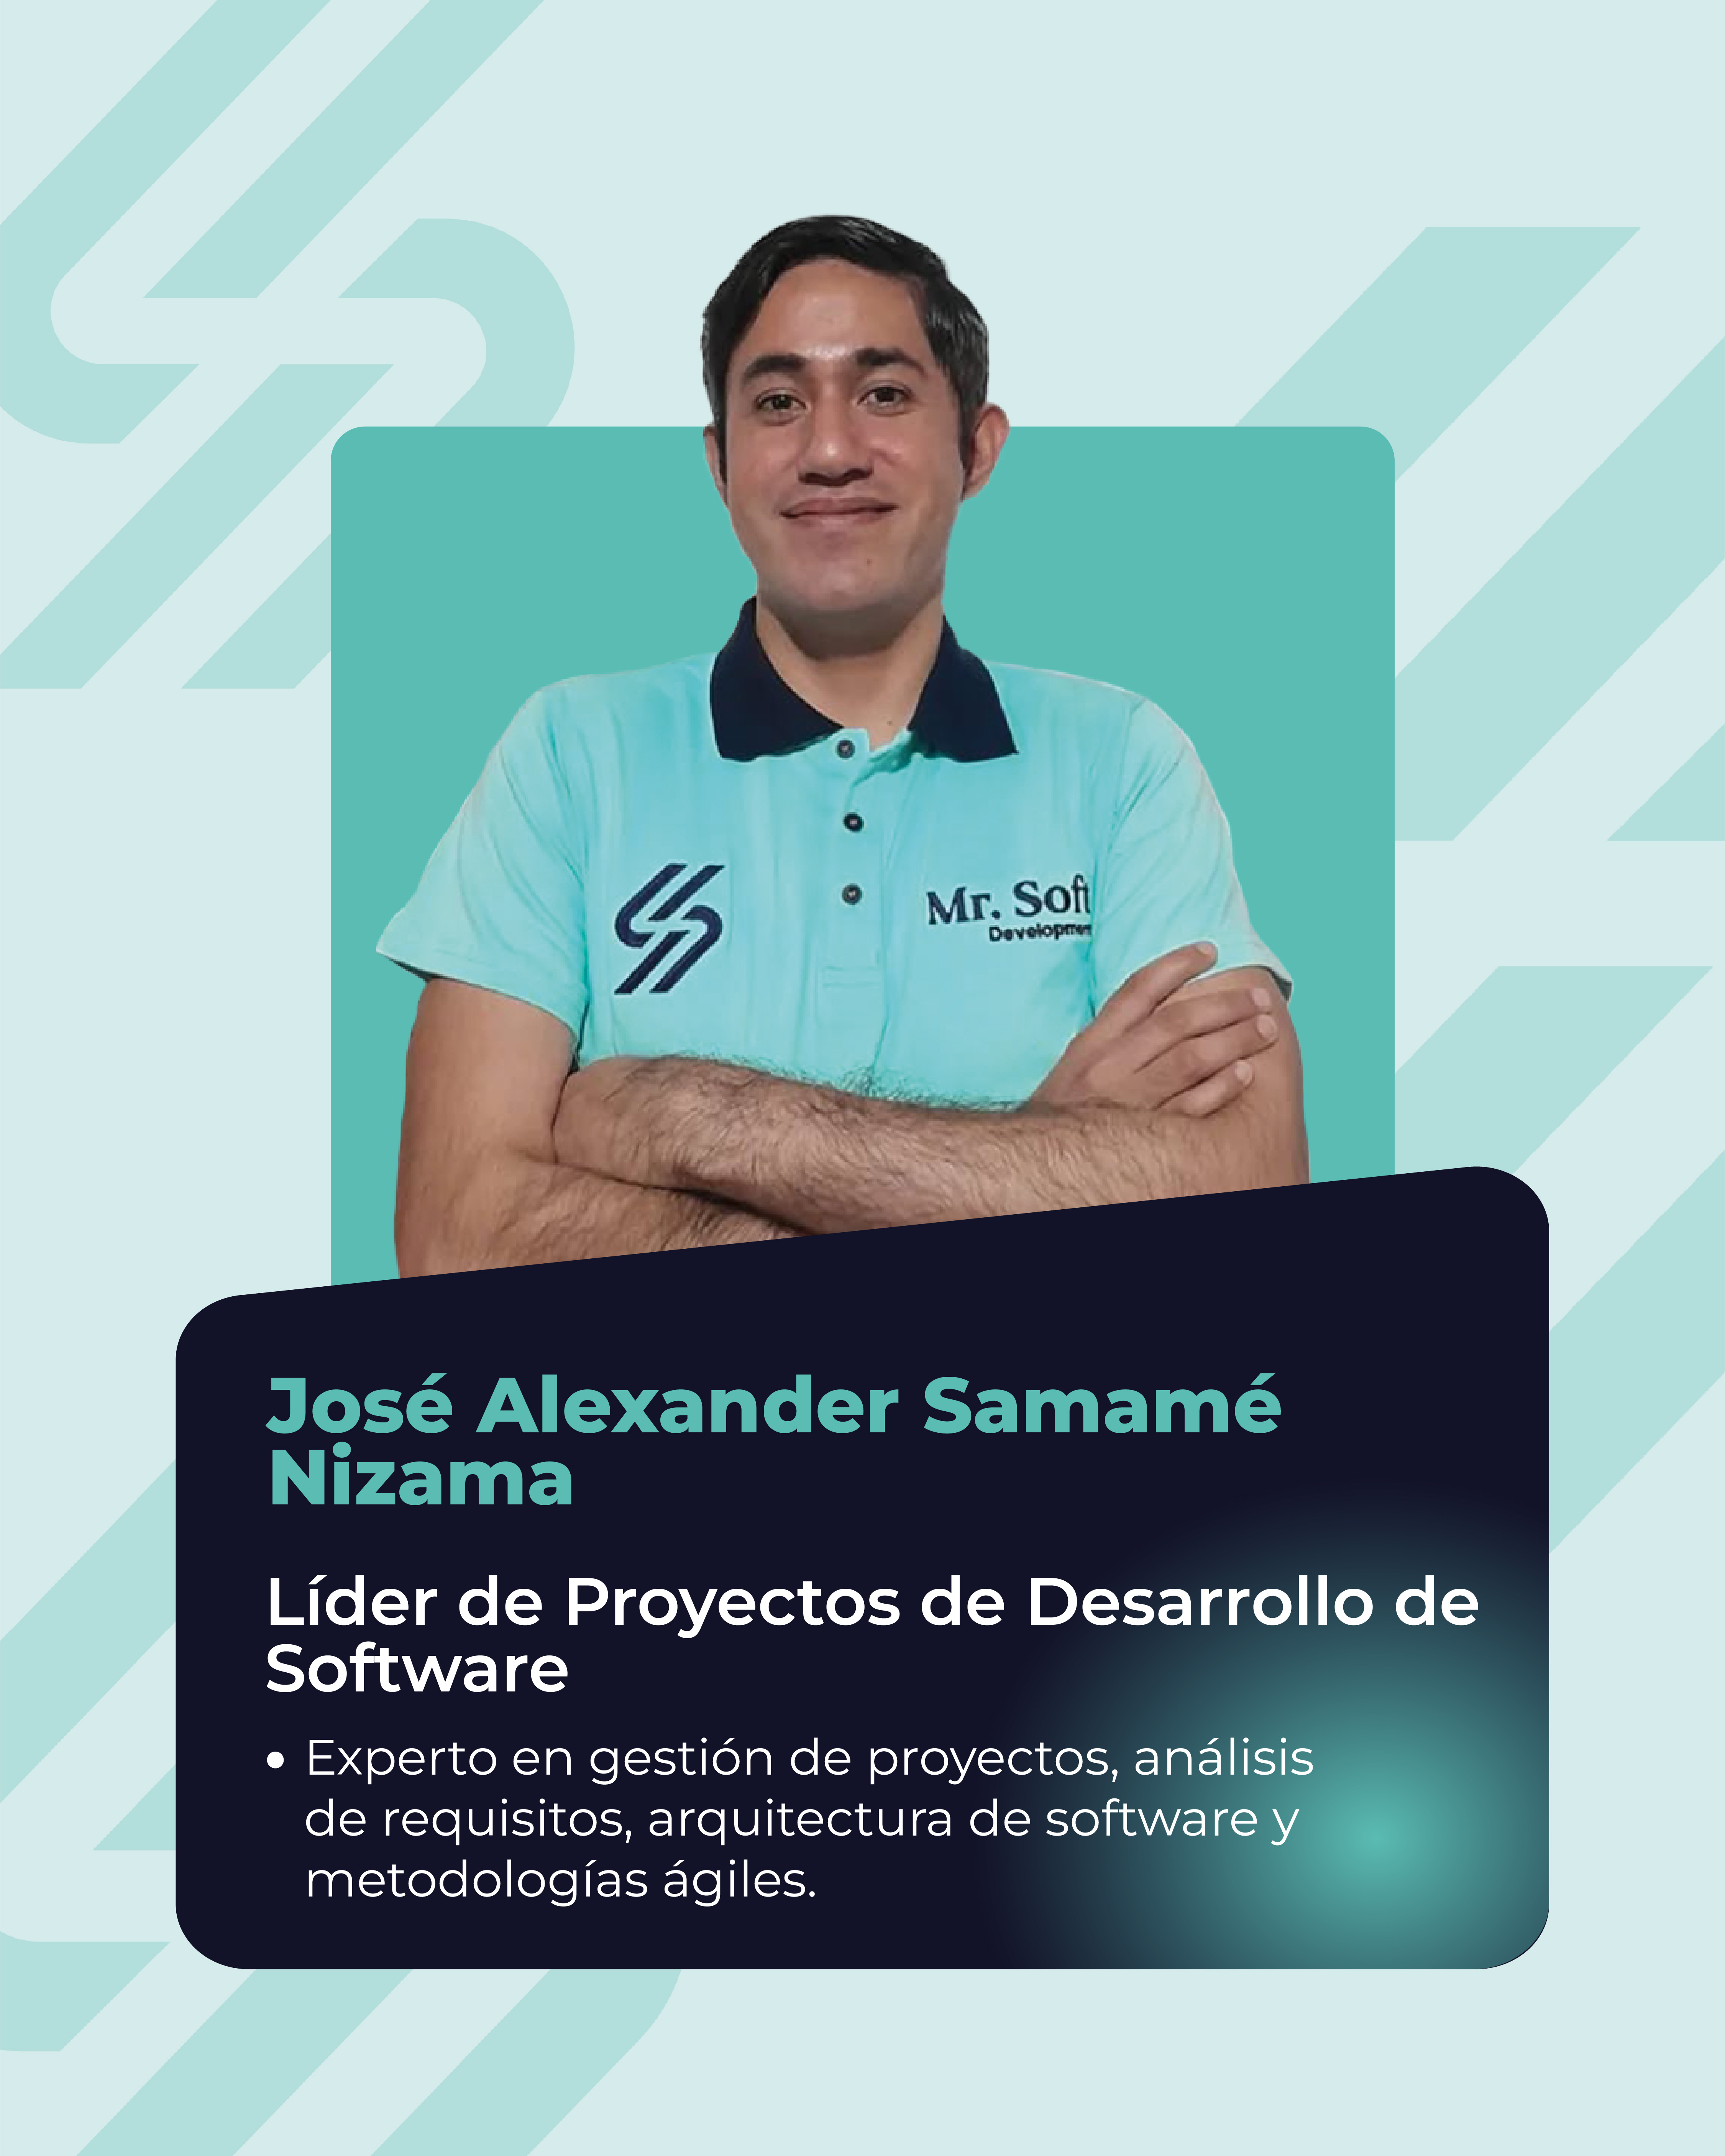 Mr. Soft
José Alexander Samamé
Nizama
Líder de Proyectos de Desarrollo de
Software
• Experto en gestión de proyectos, análisis
de requisitos, arquitectura de software y
metodologías ágiles.